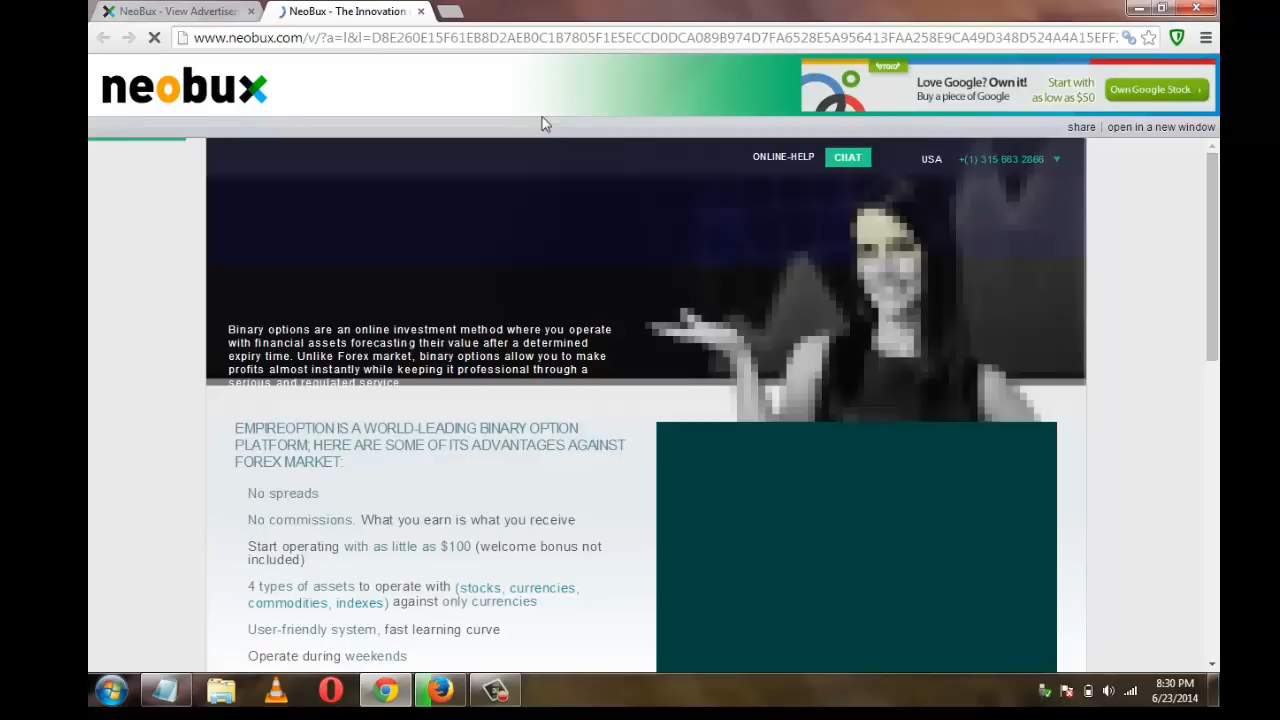 NeoBux - View Advertisem
NeoBux - The Innovation
www.neobux.com/v/?a=l&l=D8E260E15F61EB8D2AEB0C1B7805F1E5ECCD0DCA089B974D7FA6528E5A956413FAA258E9CA49D348D524A4A15EFF
neobux
Love Google? Own it!
Buy a piece of Google
Start with
as low as $50
Own Google Stock
share | open in a new window
ONLINE-HELP CHAT USA +(1) 315 663 2866
Binary options are an online investment method where you operate
with financial assets forecasting their value after a determined
expiry time. Unlike Forex market, binary options allow you to make
profits almost instantly while keeping it professional through a
serious and regulated service
EMPIREOPTION IS A WORLD-LEADING BINARY OPTION
PLATFORM; HERE ARE SOME OF ITS ADVANTAGES AGAINST
FOREX MARKET:
No spreads
No commissions. What you earn is what you receive
Start operating with as little as $100 (welcome bonus not
included)
4 types of assets to operate with (stocks, currencies,
commodities, indexes) against only currencies
User-friendly system, fast learning curve
Operate during weekends
8:30 PM
6/23/2014